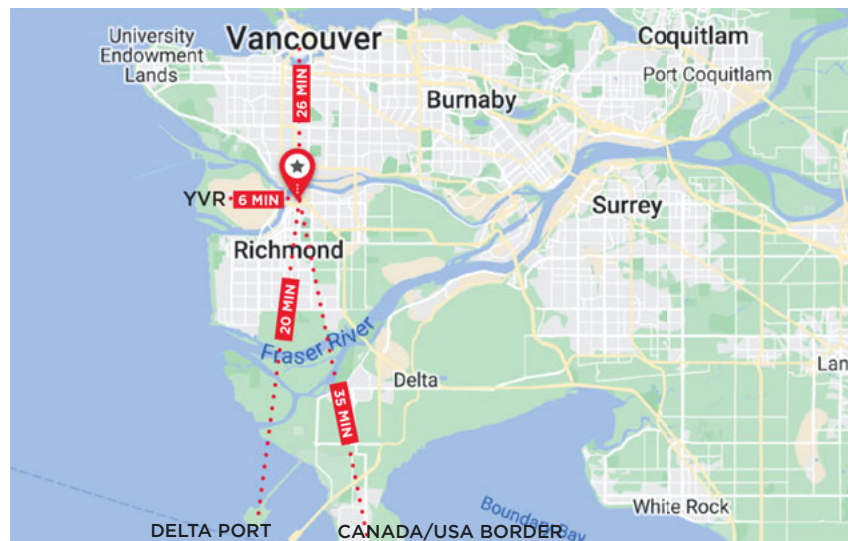 University
Endowment
Lands
Vancouver
Coquitlam
Port Coquitlam
26 MIN
Burnaby
YVR
6 MIN
Surrey
Richmond
20 MIN
Fraser River
35 MIN
Delta
Lan
White Rock
Boundary Bay
DELTA PORT
CANADA/USA BORDER